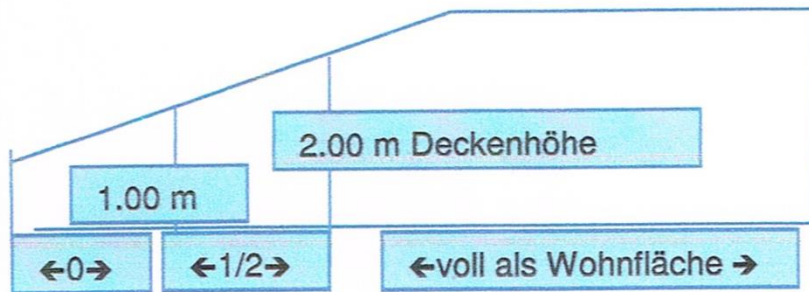 2.00 m Deckenhöhe
1.00 m
←0→
←1/2→
←voll als Wohnfläche →